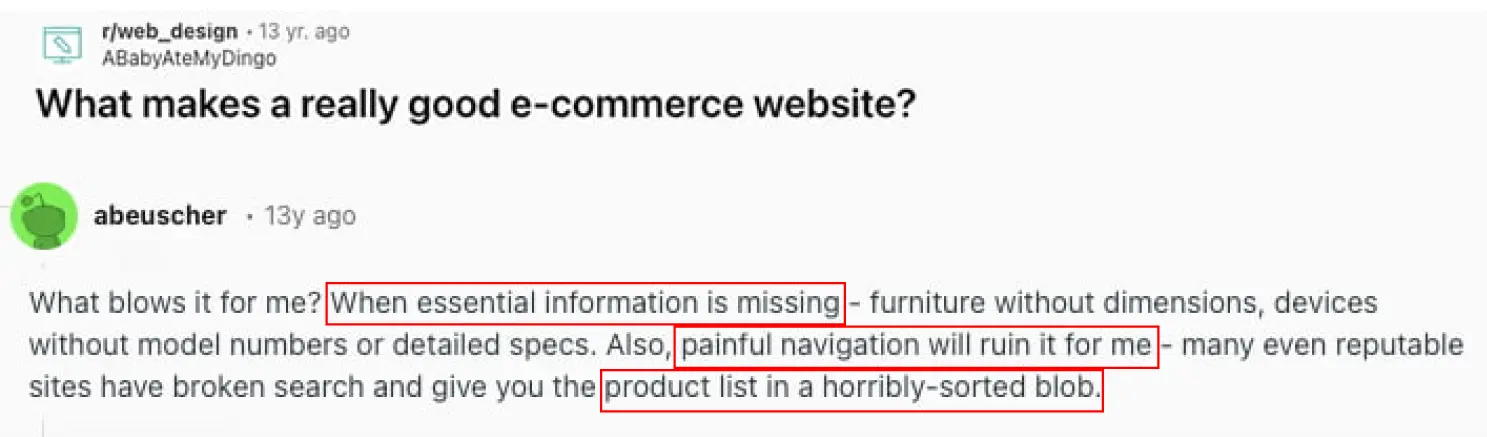 r/web_design • 13 yr. ago
ABabyAteMyDingo
What makes a really good e-commerce website?
abeuscher • 13y ago
What blows it for me? When essential information is missing - furniture without dimensions, devices
without model numbers or detailed specs. Also, painful navigation will ruin it for me - many even reputable
sites have broken search and give you the product list in a horribly-sorted blob.